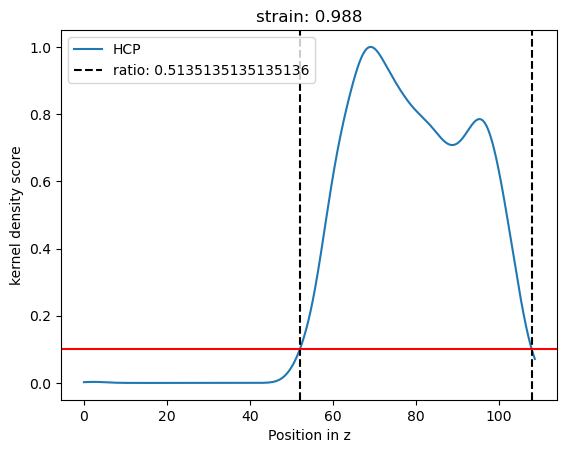 strain: 0.988
HCP
ratio: 0.5135135135135136
kernel density score
1.0
0.8
0.6
0.4
0.2
0.0
0 20 40 60 80 100
Position in z